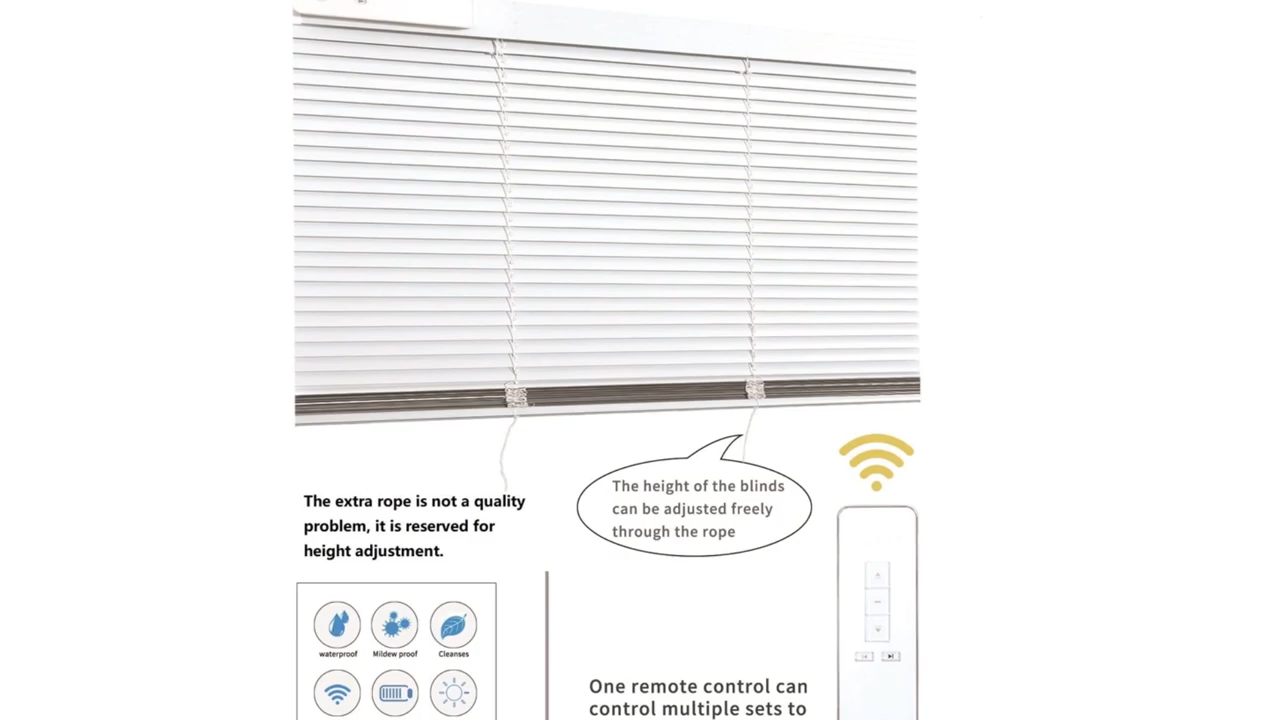 The height of the blinds
can be adjusted freely
through the rope
The extra rope is not a quality
problem, it is reserved for
height adjustment.
waterproof
Mildew proof
Cleanses
One remote control can
control multiple sets to